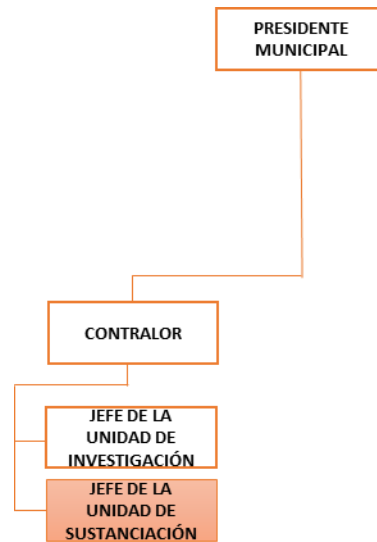 PRESIDENTE
MUNICIPAL
CONTRALOR
JEFE DE LA
UNIDAD DE
INVESTIGACIÓN
JEFE DE LA
UNIDAD DE
SUSTANCIACIÓN